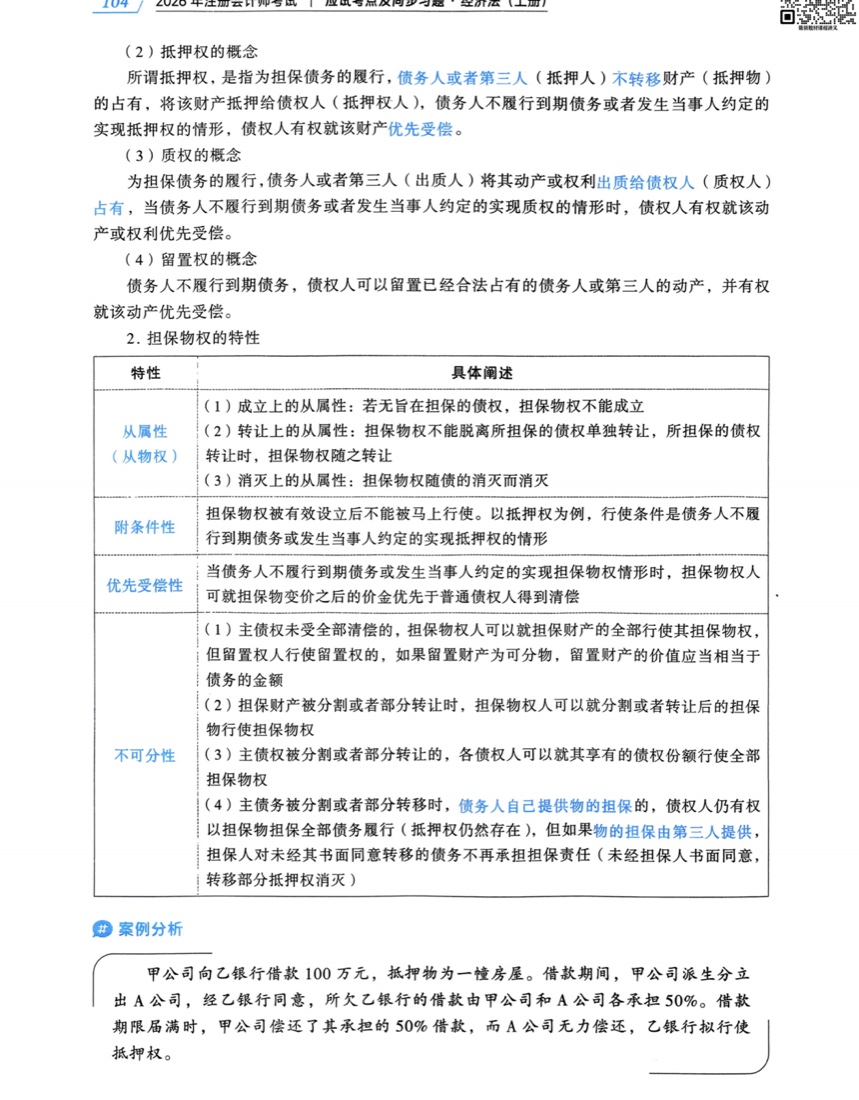 104
2026 年注册会计师考试 | 应试考点及同步习题·经济法（上册）
（2）抵押权的概念
所谓抵押权，是指为担保债务的履行，债务人或者第三人（抵押人）不转移财产（抵押物）
的占有，将该财产抵押给债权人（抵押权人），债务人不履行到期债务或者发生当事人约定的
实现抵押权的情形，债权人有权就该财产优先受偿。
（3）质权的概念
为担保债务的履行，债务人或者第三人（出质人）将其动产或权利出质给债权人（质权人）
占有，当债务人不履行到期债务或者发生当事人约定的实现质权的情形时，债权人有权就该动
产或权利优先受偿。
（4）留置权的概念
债务人不履行到期债务，债权人可以留置已经合法占有的债务人或第三人的动产，并有权
就该动产优先受偿。
2. 担保物权的特性
特性 具体阐述
从属性
（从物权）
（1）成立上的从属性：若无旨在担保的债权，担保物权不能成立
（2）转让上的从属性：担保物权不能脱离所担保的债权单独转让，所担保的债权
转让时，担保物权随之转让
（3）消灭上的从属性：担保物权随债的消灭而消灭
附条件性
担保物权被有效设立后不能被马上行使。以抵押权为例，行使条件是债务人不履
行到期债务或发生当事人约定的实现抵押权的情形
优先受偿性
当债务人不履行到期债务或发生当事人约定的实现担保物权情形时，担保物权人
可就担保物变价之后的价金优先于普通债权人得到清偿
不可分性
（1）主债权未受全部清偿的，担保物权人可以就担保财产的全部行使其担保物权，
但留置权人行使留置权的，如果留置财产为可分物，留置财产的价值应当相当于
债务的金额
（2）担保财产被分割或者部分转让时，担保物权人可以就分割或者转让后的担保
物行使担保物权
（3）主债权被分割或者部分转让的，各债权人可以就其享有的债权份额行使全部
担保物权
（4）主债务被分割或者部分转移时，债务人自己提供物的担保的，债权人仍有权
以担保物担保全部债务履行（抵押权仍然存在），但如果物的担保由第三人提供，
担保人对未经其书面同意转移的债务不再承担担保责任（未经担保人书面同意，
转移部分抵押权消灭）
# 案例分析
甲公司向乙银行借款 100 万元，抵押物为一幢房屋。借款期间，甲公司派生分立
出 A 公司，经乙银行同意，所欠乙银行的借款由甲公司和 A 公司各承担 50%。借款
期限届满时，甲公司偿还了其承担的 50% 借款，而 A 公司无力偿还，乙银行拟行使
抵押权。